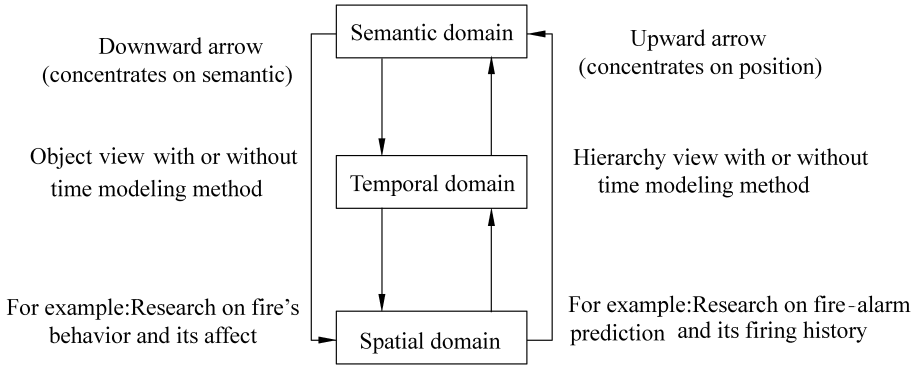 Semantic domain
Downward arrow
(concentrates on semantic)
Upward arrow
(concentrates on position)
Object view with or without
time modeling method
Temporal domain
Hierarchy view with or without
time modeling method
For example:Research on fire's
behavior and its affect
Spatial domain
For example:Research on fire-alarm
prediction and its firing history